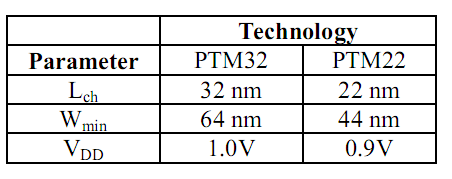 Technology
Parameter PTM32 PTM22
Lch 32 nm 22 nm
Wmin 64 nm 44 nm
VDD 1.0V 0.9V